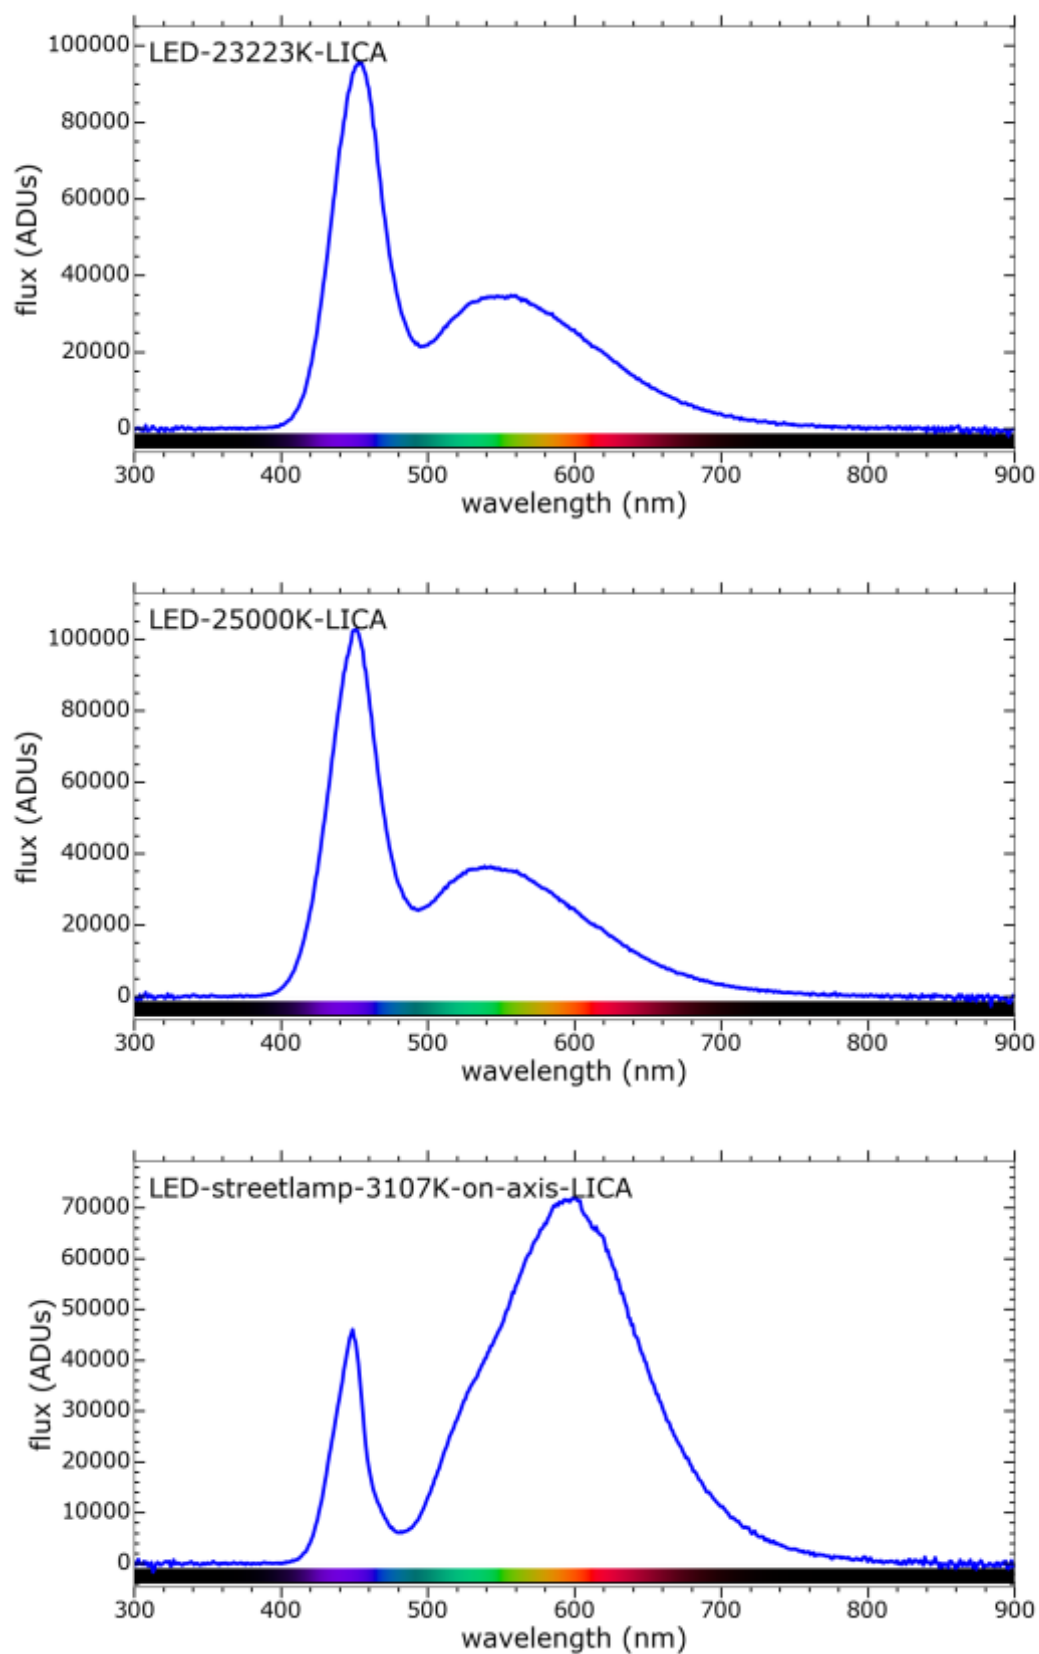 LED-23223K-LICA
100000
80000
60000
40000
20000
0
flux (ADUs)
300 400 500 600 700 800 900
wavelength (nm)
LED-25000K-LICA
100000
80000
60000
40000
20000
0
flux (ADUs)
300 400 500 600 700 800 900
wavelength (nm)
LED-streetlamp-3107K-on-axis-LICA
70000
60000
50000
40000
30000
20000
10000
0
flux (ADUs)
300 400 500 600 700 800 900
wavelength (nm)